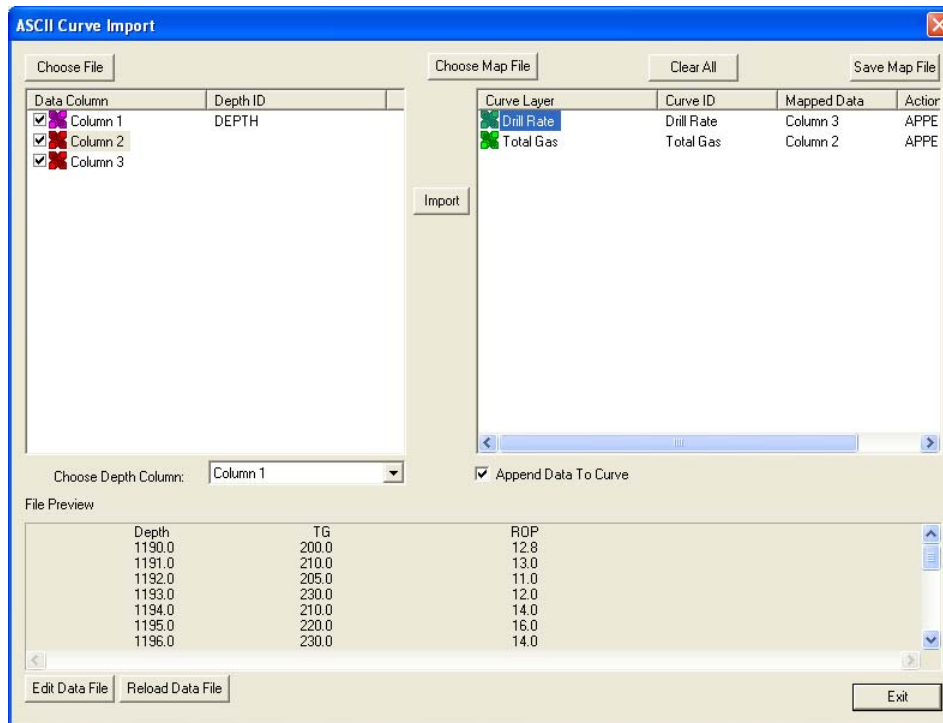 ASCII Curve Import
Choose File
Choose Map File
Clear All
Save Map File
Data Column Depth ID
Column 1 DEPTH
Column 2
Column 3
Import
Curve Layer Curve ID Mapped Data Action
Drill Rate Drill Rate Column 3 APPE
Total Gas Total Gas Column 2 APPE
Choose Depth Column: Column 1
Append Data To Curve
File Preview
Depth TG ROP
1190.0 200.0 12.8
1191.0 210.0 13.0
1192.0 205.0 11.0
1193.0 230.0 12.0
1194.0 210.0 14.0
1195.0 220.0 16.0
1196.0 230.0 14.0
Edit Data File
Reload Data File
Exit